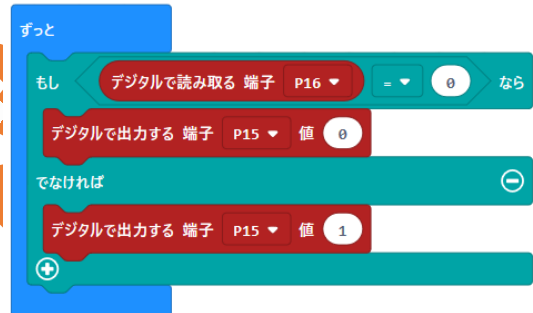 ずっと
もし デジタルで読み取る 端子 P16 = 0 なら
デジタルで出力する 端子 P15 値 0
でなければ
デジタルで出力する 端子 P15 値 1